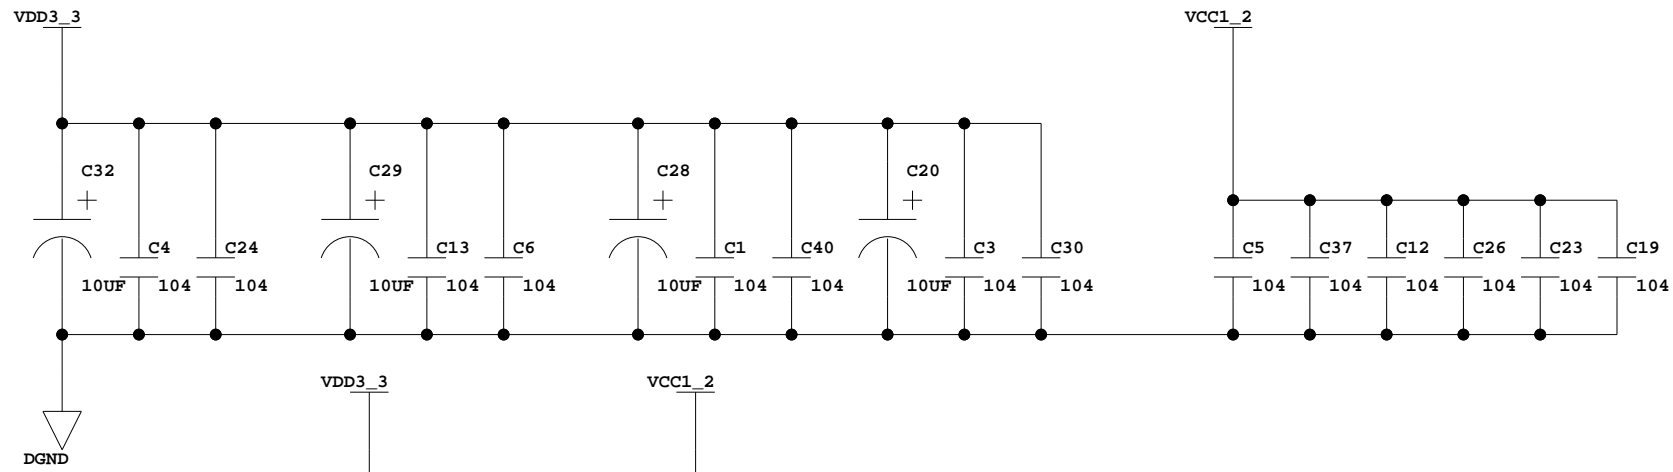 VDD3_3 VCC1_2
C32 C29 C28 C20
+ + + +
C4 C24 C13 C6 C1 C40 C3 C30 C5 C37 C12 C26 C23 C19
10UF 104 104 10UF 104 104 10UF 104 104 10UF 104 104 104 104 104 104 104 104
VDD3_3 VCC1_2
DGND